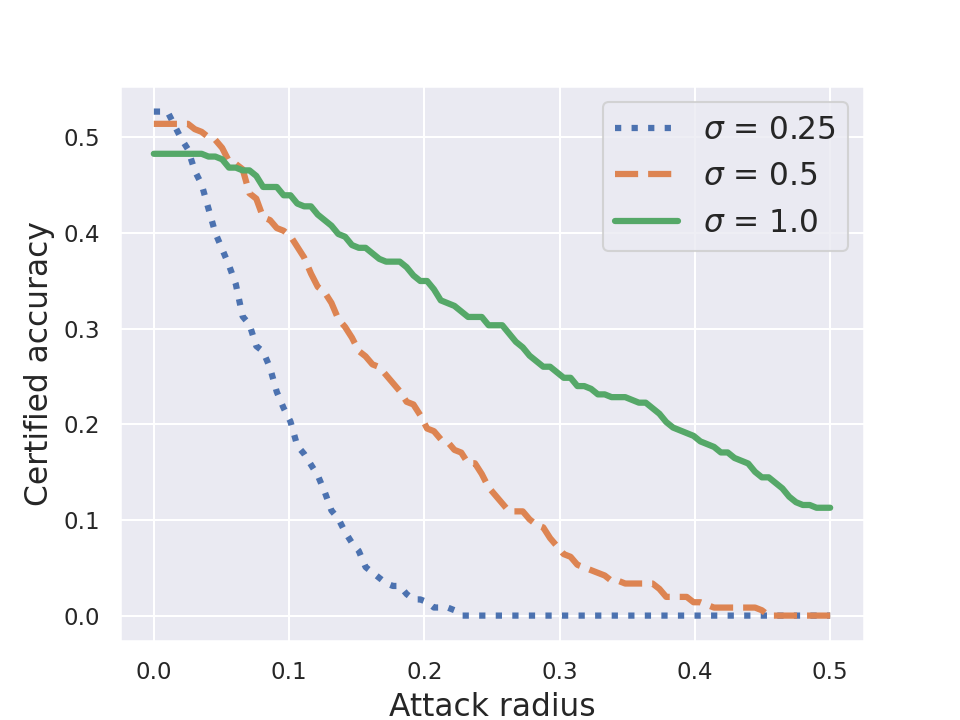 σ = 0.25
σ = 0.5
σ = 1.0
Certified accuracy
0.5
0.4
0.3
0.2
0.1
0.0
0.0 0.1 0.2 0.3 0.4 0.5
Attack radius